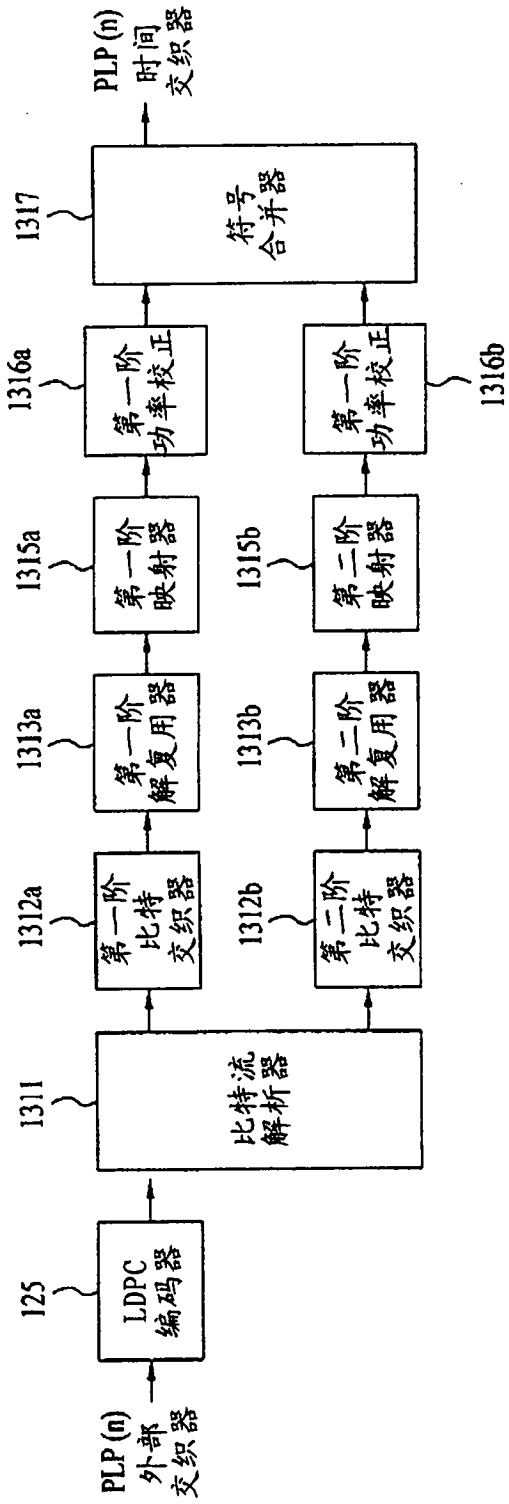 PLP(n)
外部
交织器
125
LDPC
编码器
1311
比特流
解析器
1312a
第一阶
比特
交织器
1313a
第一阶
解复用器
1315a
第一阶
映射器
1316a
第一阶
功率校正
1312b
第二阶
比特
交织器
1313b
第二阶
解复用器
1315b
第二阶
映射器
第一阶
功率校正
1316b
1317
符号
合并器
PLP(n)
时间
交织器